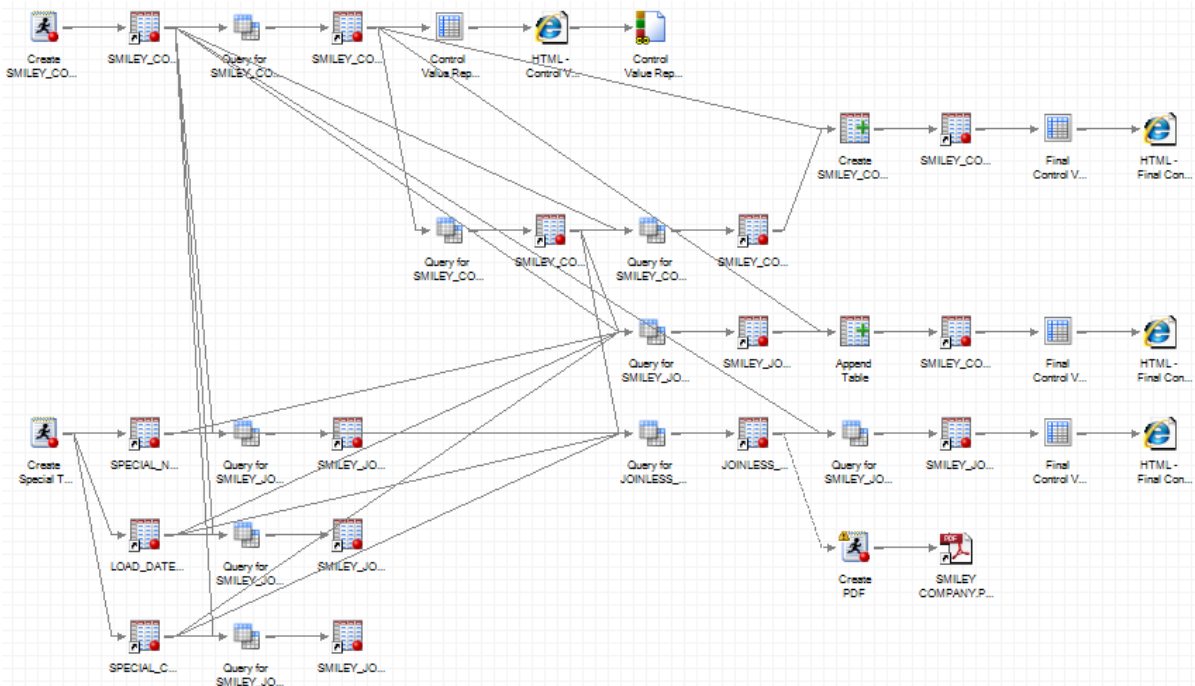 Create
SMILEY_CO...
SMILEY_CO...
Query for
SMILEY_CO...
SMILEY_CO...
Control
Value Rep...
HTML -
Control V...
Control
Value Rep...
Create
SMILEY_CO...
SMILEY_CO...
Final
Control V...
HTML -
Final Con...
Query for
SMILEY_CO...
SMILEY_CO...
Query for
SMILEY_CO...
SMILEY_CO...
Query for
SMILEY_JO...
SMILEY_JO...
Append
Table
SMILEY_CO...
Final
Control V...
HTML -
Final Con...
Create
Special T...
SPECIAL_N...
Query for
SMILEY_JO...
SMILEY_JO...
Query for
JOINLESS_...
JOINLESS_...
Query for
SMILEY_JO...
SMILEY_JO...
Final
Control V...
HTML -
Final Con...
LOAD_DATE...
Query for
SMILEY_JO...
SMILEY_JO...
Create
PDF
PDF
SMILEY
COMPANY.P...
SPECIAL_C...
Query for
SMILEY_JO...
SMILEY_JO...